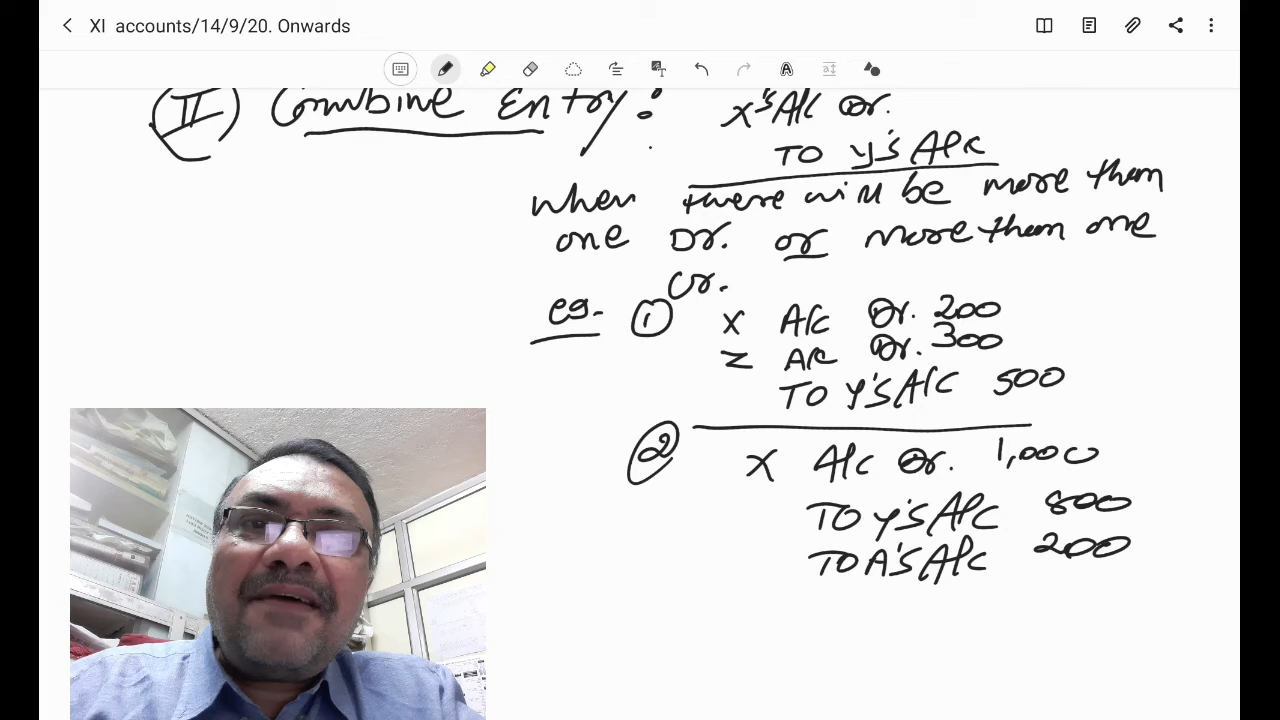 XI accounts/14/9/20. Onwards
(II) Combine Entry: X's A/c Dr.
TO Y's A/c
when there will be more than
one Dr. or more than one
Cr.
eg. ① X A/c Dr. 200
Z A/c Dr. 300
TO Y's A/c 500
② X A/c Dr. 1,000
TO Y's A/c 800
TO A's A/c 200